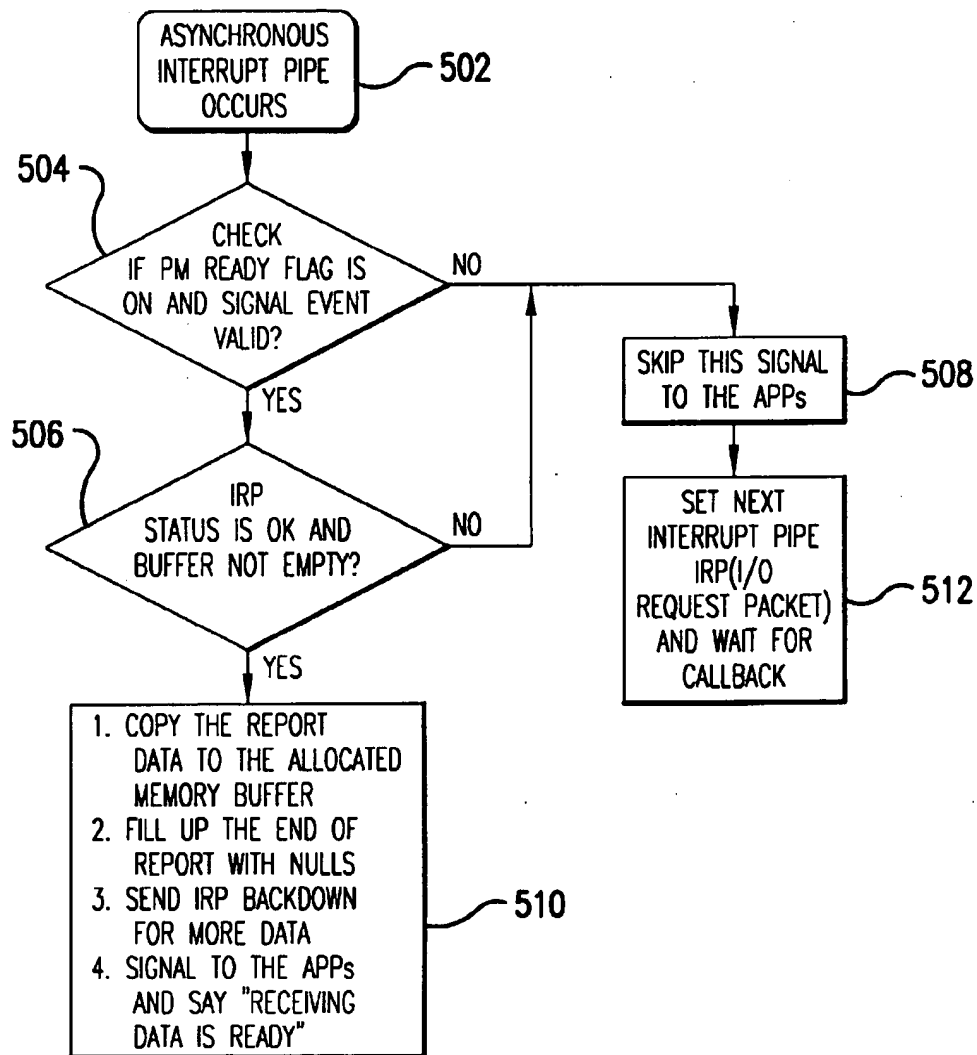 ASYNCHRONOUS
INTERRUPT PIPE
OCCURS
502
504
CHECK
IF PM READY FLAG IS
ON AND SIGNAL EVENT
VALID?
NO
YES
506
IRP
STATUS IS OK AND
BUFFER NOT EMPTY?
NO
YES
SKIP THIS SIGNAL
TO THE APPs
508
SET NEXT
INTERRUPT PIPE
IRP(I/O
REQUEST PACKET)
AND WAIT FOR
CALLBACK
512
1. COPY THE REPORT
DATA TO THE ALLOCATED
MEMORY BUFFER
2. FILL UP THE END OF
REPORT WITH NULLS
3. SEND IRP BACKDOWN
FOR MORE DATA
4. SIGNAL TO THE APPs
AND SAY "RECEIVING
DATA IS READY"
510